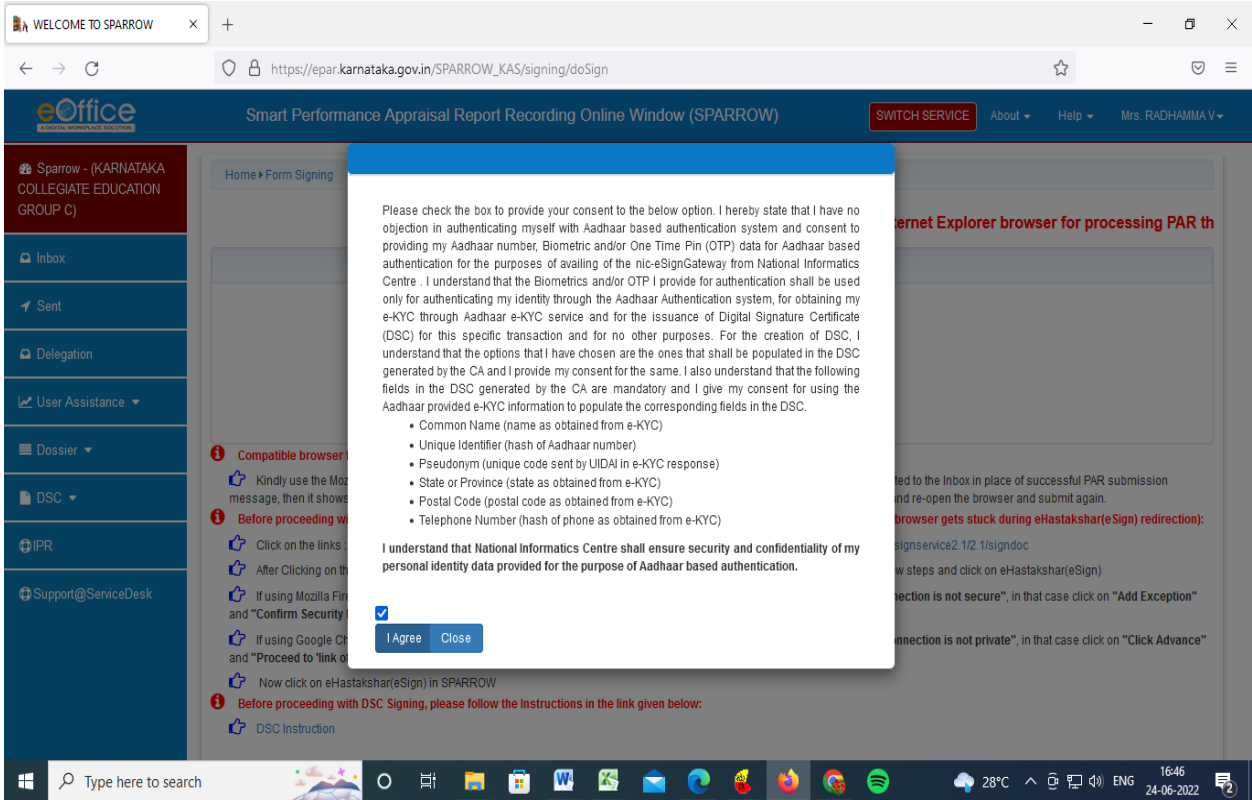 WELCOME TO SPARROW
https://epar.karnataka.gov.in/SPARROW_KAS/signing/doSign
eOffice
A DIGITAL WORKPLACE SOLUTION
Smart Performance Appraisal Report Recording Online Window (SPARROW)
SWITCH SERVICE
About
Help
Mrs. RADHAMMA V
Sparrow - (KARNATAKA
COLLEGIATE EDUCATION
GROUP C)
Inbox
Sent
Delegation
User Assistance
Dossier
DSC
IPR
Support@ServiceDesk
Home Form Signing
ternet Explorer browser for processing PAR th
Please check the box to provide your consent to the below option. I hereby state that I have no
objection in authenticating myself with Aadhaar based authentication system and consent to
providing my Aadhaar number, Biometric and/or One Time Pin (OTP) data for Aadhaar based
authentication for the purposes of availing of the nic-eSignGateway from National Informatics
Centre . I understand that the Biometrics and/or OTP I provide for authentication shall be used
only for authenticating my identity through the Aadhaar Authentication system, for obtaining my
e-KYC through Aadhaar e-KYC service and for the issuance of Digital Signature Certificate
(DSC) for this specific transaction and for no other purposes. For the creation of DSC, I
understand that the options that I have chosen are the ones that shall be populated in the DSC
generated by the CA and I provide my consent for the same. I also understand that the following
fields in the DSC generated by the CA are mandatory and I give my consent for using the
Aadhaar provided e-KYC information to populate the corresponding fields in the DSC.
• Common Name (name as obtained from e-KYC)
• Unique Identifier (hash of Aadhaar number)
• Pseudonym (unique code sent by UIDAI in e-KYC response)
• State or Province (state as obtained from e-KYC)
• Postal Code (postal code as obtained from e-KYC)
• Telephone Number (hash of phone as obtained from e-KYC)
I understand that National Informatics Centre shall ensure security and confidentiality of my
personal identity data provided for the purpose of Aadhaar based authentication.
I Agree
Close
Compatible browser
Kindly use the Moz
ted to the Inbox in place of successful PAR submission
message, then it shows
nd re-open the browser and submit again.
Before proceeding wi
browser gets stuck during eHastakshar(eSign) redirection):
Click on the links :
signservice2.1/2.1/signdoc
After Clicking on th
w steps and click on eHastakshar(eSign)
If using Mozilla Fire
nection is not secure", in that case click on "Add Exception"
and "Confirm Security
If using Google Ch
nnection is not private", in that case click on "Click Advance"
and "Proceed to 'link of
Now click on eHastakshar(eSign) in SPARROW
Before proceeding with DSC Signing, please follow the Instructions in the link given below:
DSC Instruction
Type here to search
28°C
ENG
16:46
24-06-2022
2